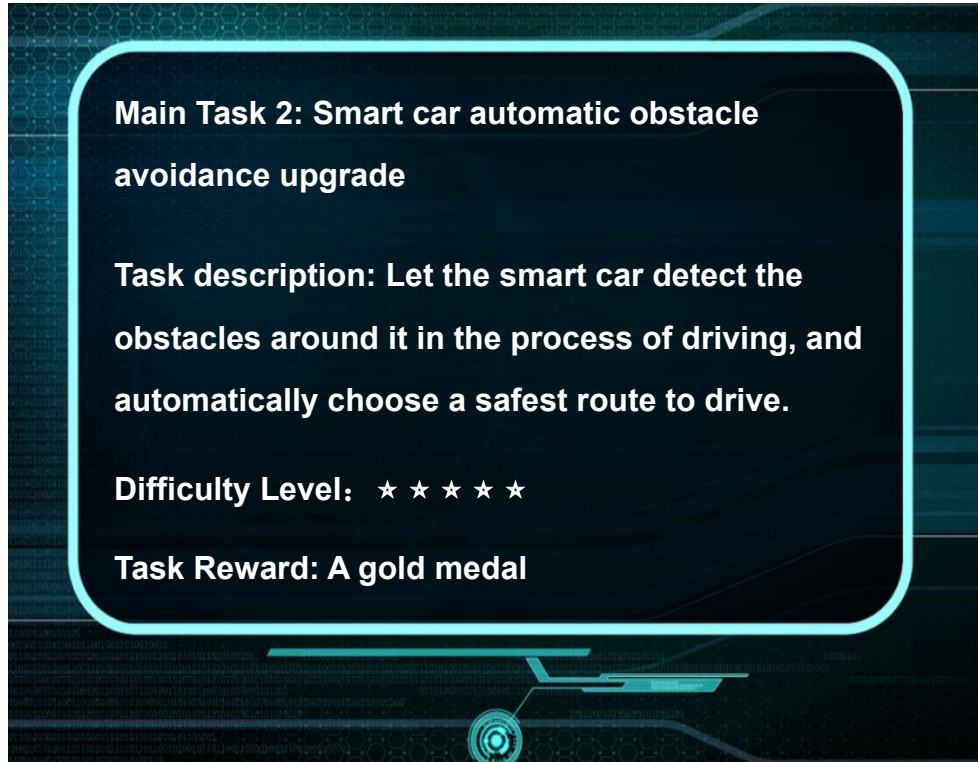 Main Task 2: Smart car automatic obstacle
avoidance upgrade
Task description: Let the smart car detect the
obstacles around it in the process of driving, and
automatically choose a safest route to drive.
Difficulty Level：★ ★ ★ ★ ★
Task Reward: A gold medal